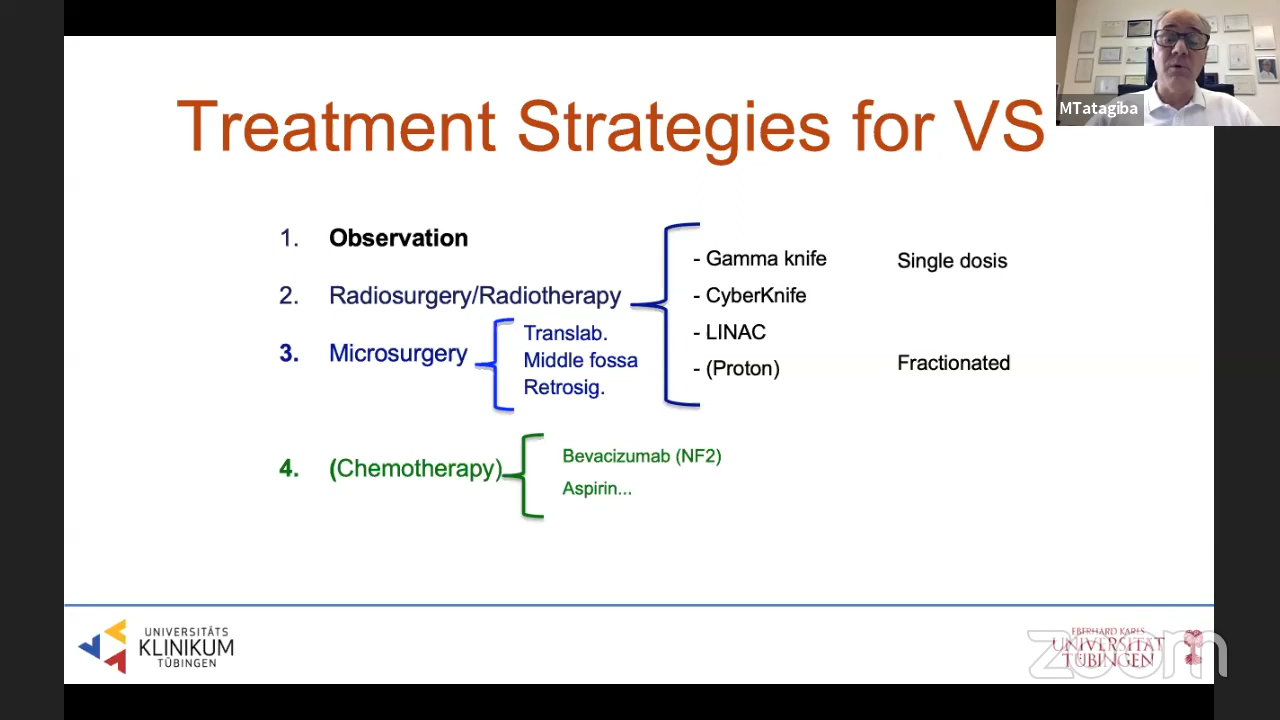 MTatagiba
Treatment Strategies for VS
1. Observation
2. Radiosurgery/Radiotherapy
- Gamma knife
- CyberKnife
- LINAC
- (Proton)
Single dosis
Fractionated
3. Microsurgery
Translab.
Middle fossa
Retrosig.
4. (Chemotherapy)
Bevacizumab (NF2)
Aspirin...
UNIVERSITÄTS
KLINIKUM
TÜBINGEN
EBERHARD KARLS
UNIVERSITÄT
TÜBINGEN
zoom